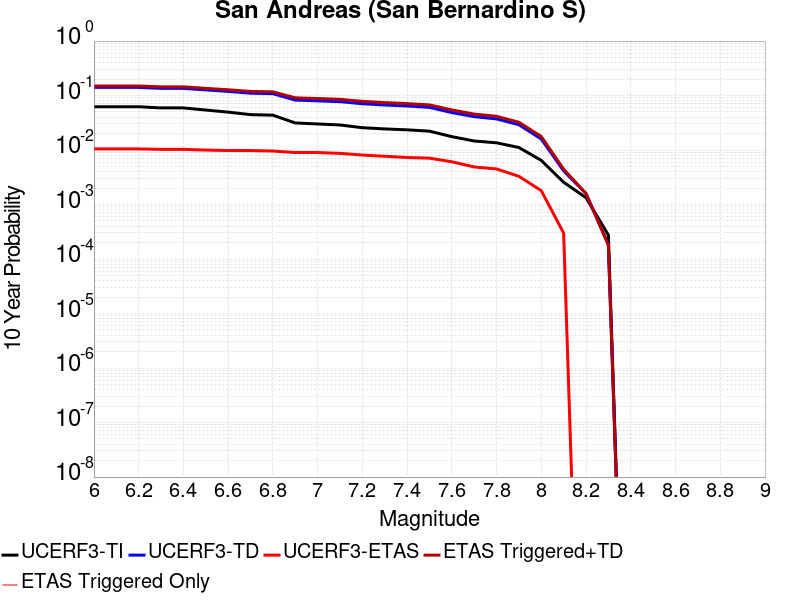 San Andreas (San Bernardino S)
10^0
10^-1
10^-2
10^-3
10^-4
10^-5
10^-6
10^-7
10^-8
10 Year Probability
6 6.2 6.4 6.6 6.8 7 7.2 7.4 7.6 7.8 8 8.2 8.4 8.6 8.8 9
Magnitude
UCERF3-TI UCERF3-TD UCERF3-ETAS ETAS Triggered+TD
ETAS Triggered Only